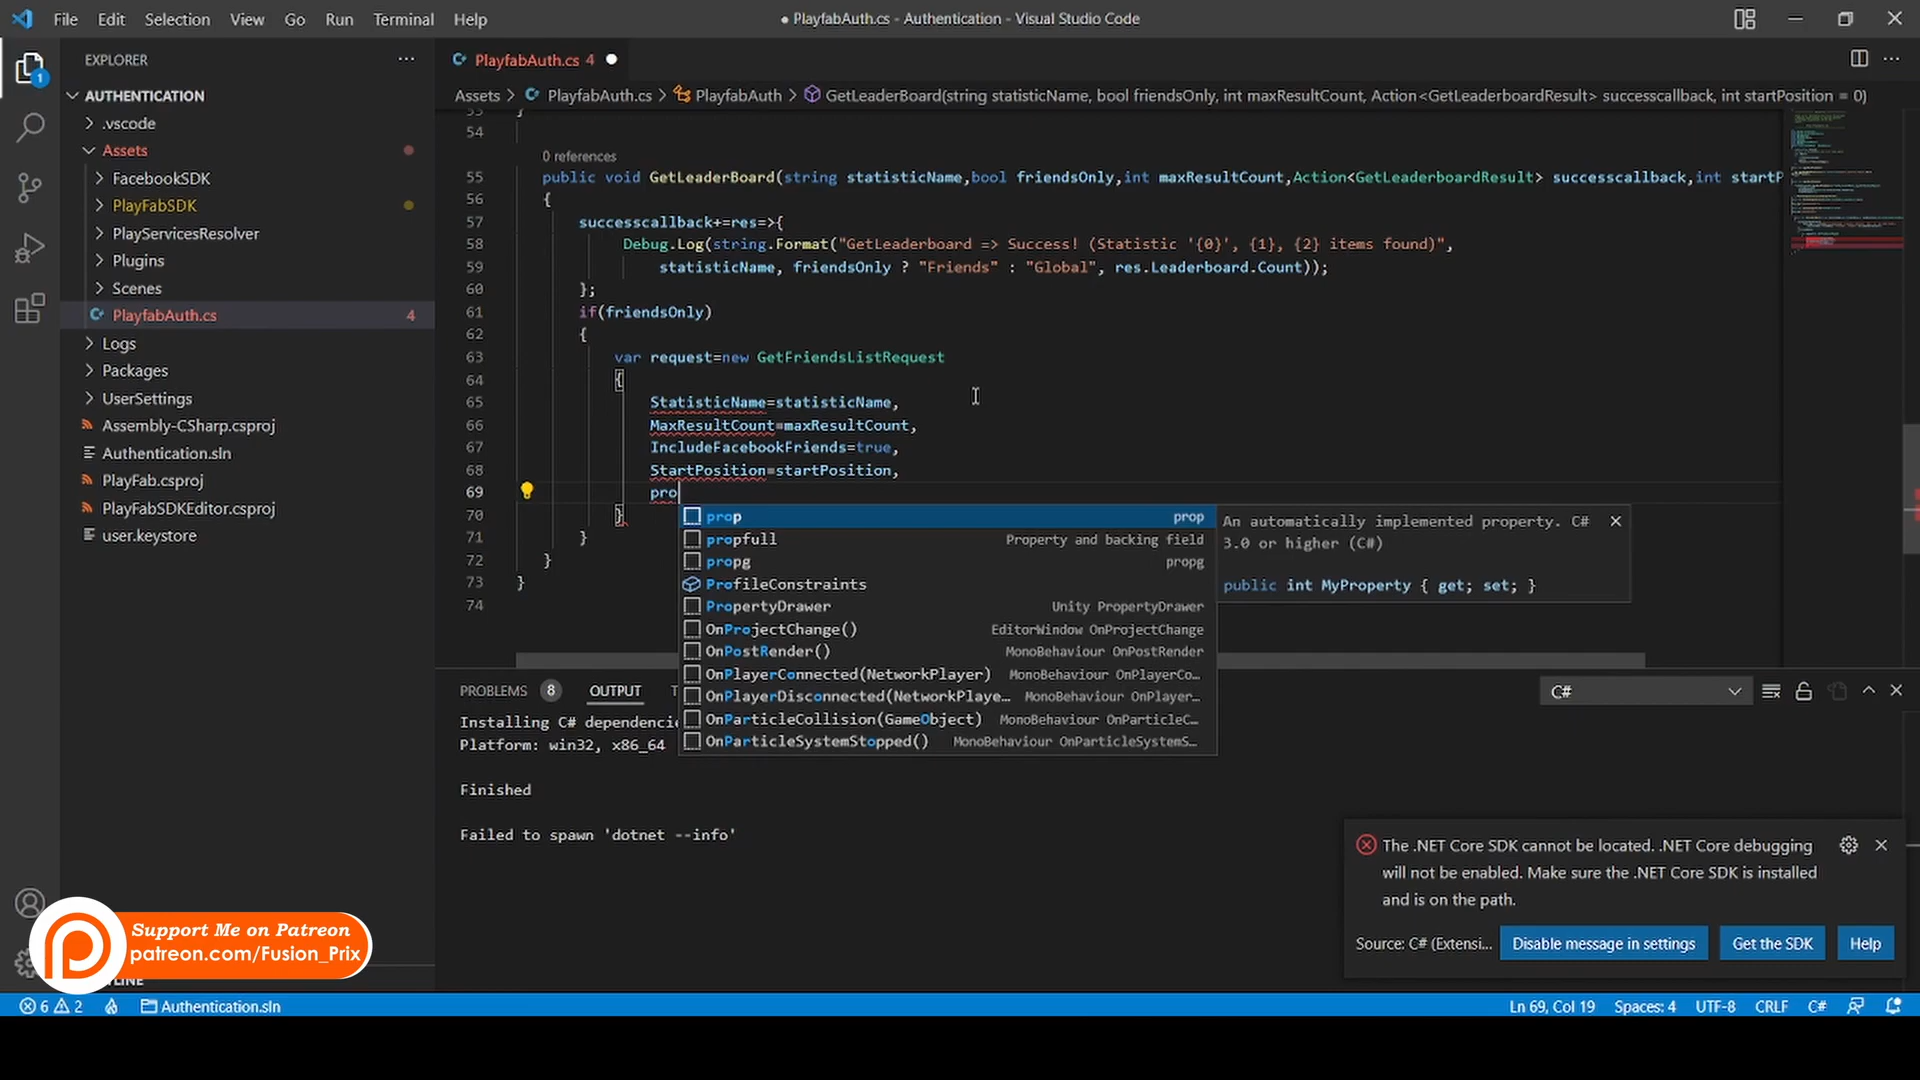 File Edit Selection View Go Run Terminal Help
● PlayfabAuth.cs - Authentication - Visual Studio Code
EXPLORER
PlayfabAuth.cs 4
AUTHENTICATION
Assets > PlayfabAuth.cs > PlayfabAuth > GetLeaderBoard(string statisticName, bool friendsOnly, int maxResultCount, Action<GetLeaderboardResult> successcallback, int startPosition = 0)
1
.vscode
Assets
FacebookSDK
PlayFabSDK
PlayServicesResolver
Plugins
Scenes
PlayfabAuth.cs 4
Logs
Packages
UserSettings
Assembly-CSharp.csproj
Authentication.sln
PlayFab.csproj
PlayFabSDKEditor.csproj
user.keystore
53 }
54
0 references
55 public void GetLeaderBoard(string statisticName,bool friendsOnly,int maxResultCount,Action<GetLeaderboardResult> successcallback,int startP
56 {
57 successcallback+=res=>{
58 Debug.Log(string.Format("GetLeaderboard => Success! (Statistic '{0}', {1}, {2} items found)",
59 statisticName, friendsOnly ? "Friends" : "Global", res.Leaderboard.Count));
60 };
61 if(friendsOnly)
62 {
63 var request=new GetFriendsListRequest
64 {
65 StatisticName=statisticName,
66 MaxResultCount=maxResultCount,
67 IncludeFacebookFriends=true,
68 StartPosition=startPosition,
69 pro
70 }
71 }
72 }
73 }
74
prop prop
propfull Property and backing field
propg propg
ProfileConstraints
PropertyDrawer Unity PropertyDrawer
OnProjectChange() EditorWindow OnProjectChange
OnPostRender() MonoBehaviour OnPostRender
OnPlayerConnected(NetworkPlayer) MonoBehaviour OnPlayerCo…
OnPlayerDisconnected(NetworkPlaye… MonoBehaviour OnPlayer…
OnParticleCollision(GameObject) MonoBehaviour OnParticleC…
OnParticleSystemStopped() MonoBehaviour OnParticleSystemS…
An automatically implemented property. C#
3.0 or higher (C#)
public int MyProperty { get; set; }
PROBLEMS 8 OUTPUT T
C#
Installing C# dependencie
Platform: win32, x86_64
Finished
Failed to spawn 'dotnet --info'
The .NET Core SDK cannot be located. .NET Core debugging
will not be enabled. Make sure the .NET Core SDK is installed
and is on the path.
Source: C# (Extensi... Disable message in settings Get the SDK Help
Support Me on Patreon
patreon.com/Fusion_Prix
LINE
6 2 Authentication.sln
Ln 69, Col 19 Spaces: 4 UTF-8 CRLF C#